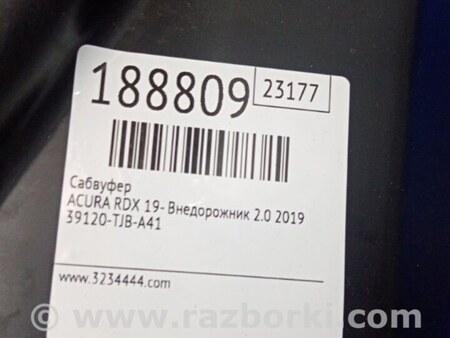 188809
23177
Сабвуфер
ACURA RDX 19- Внедорожник 2.0 2019
39120-TJB-A41
www.3234444.com
© www.razborki.com